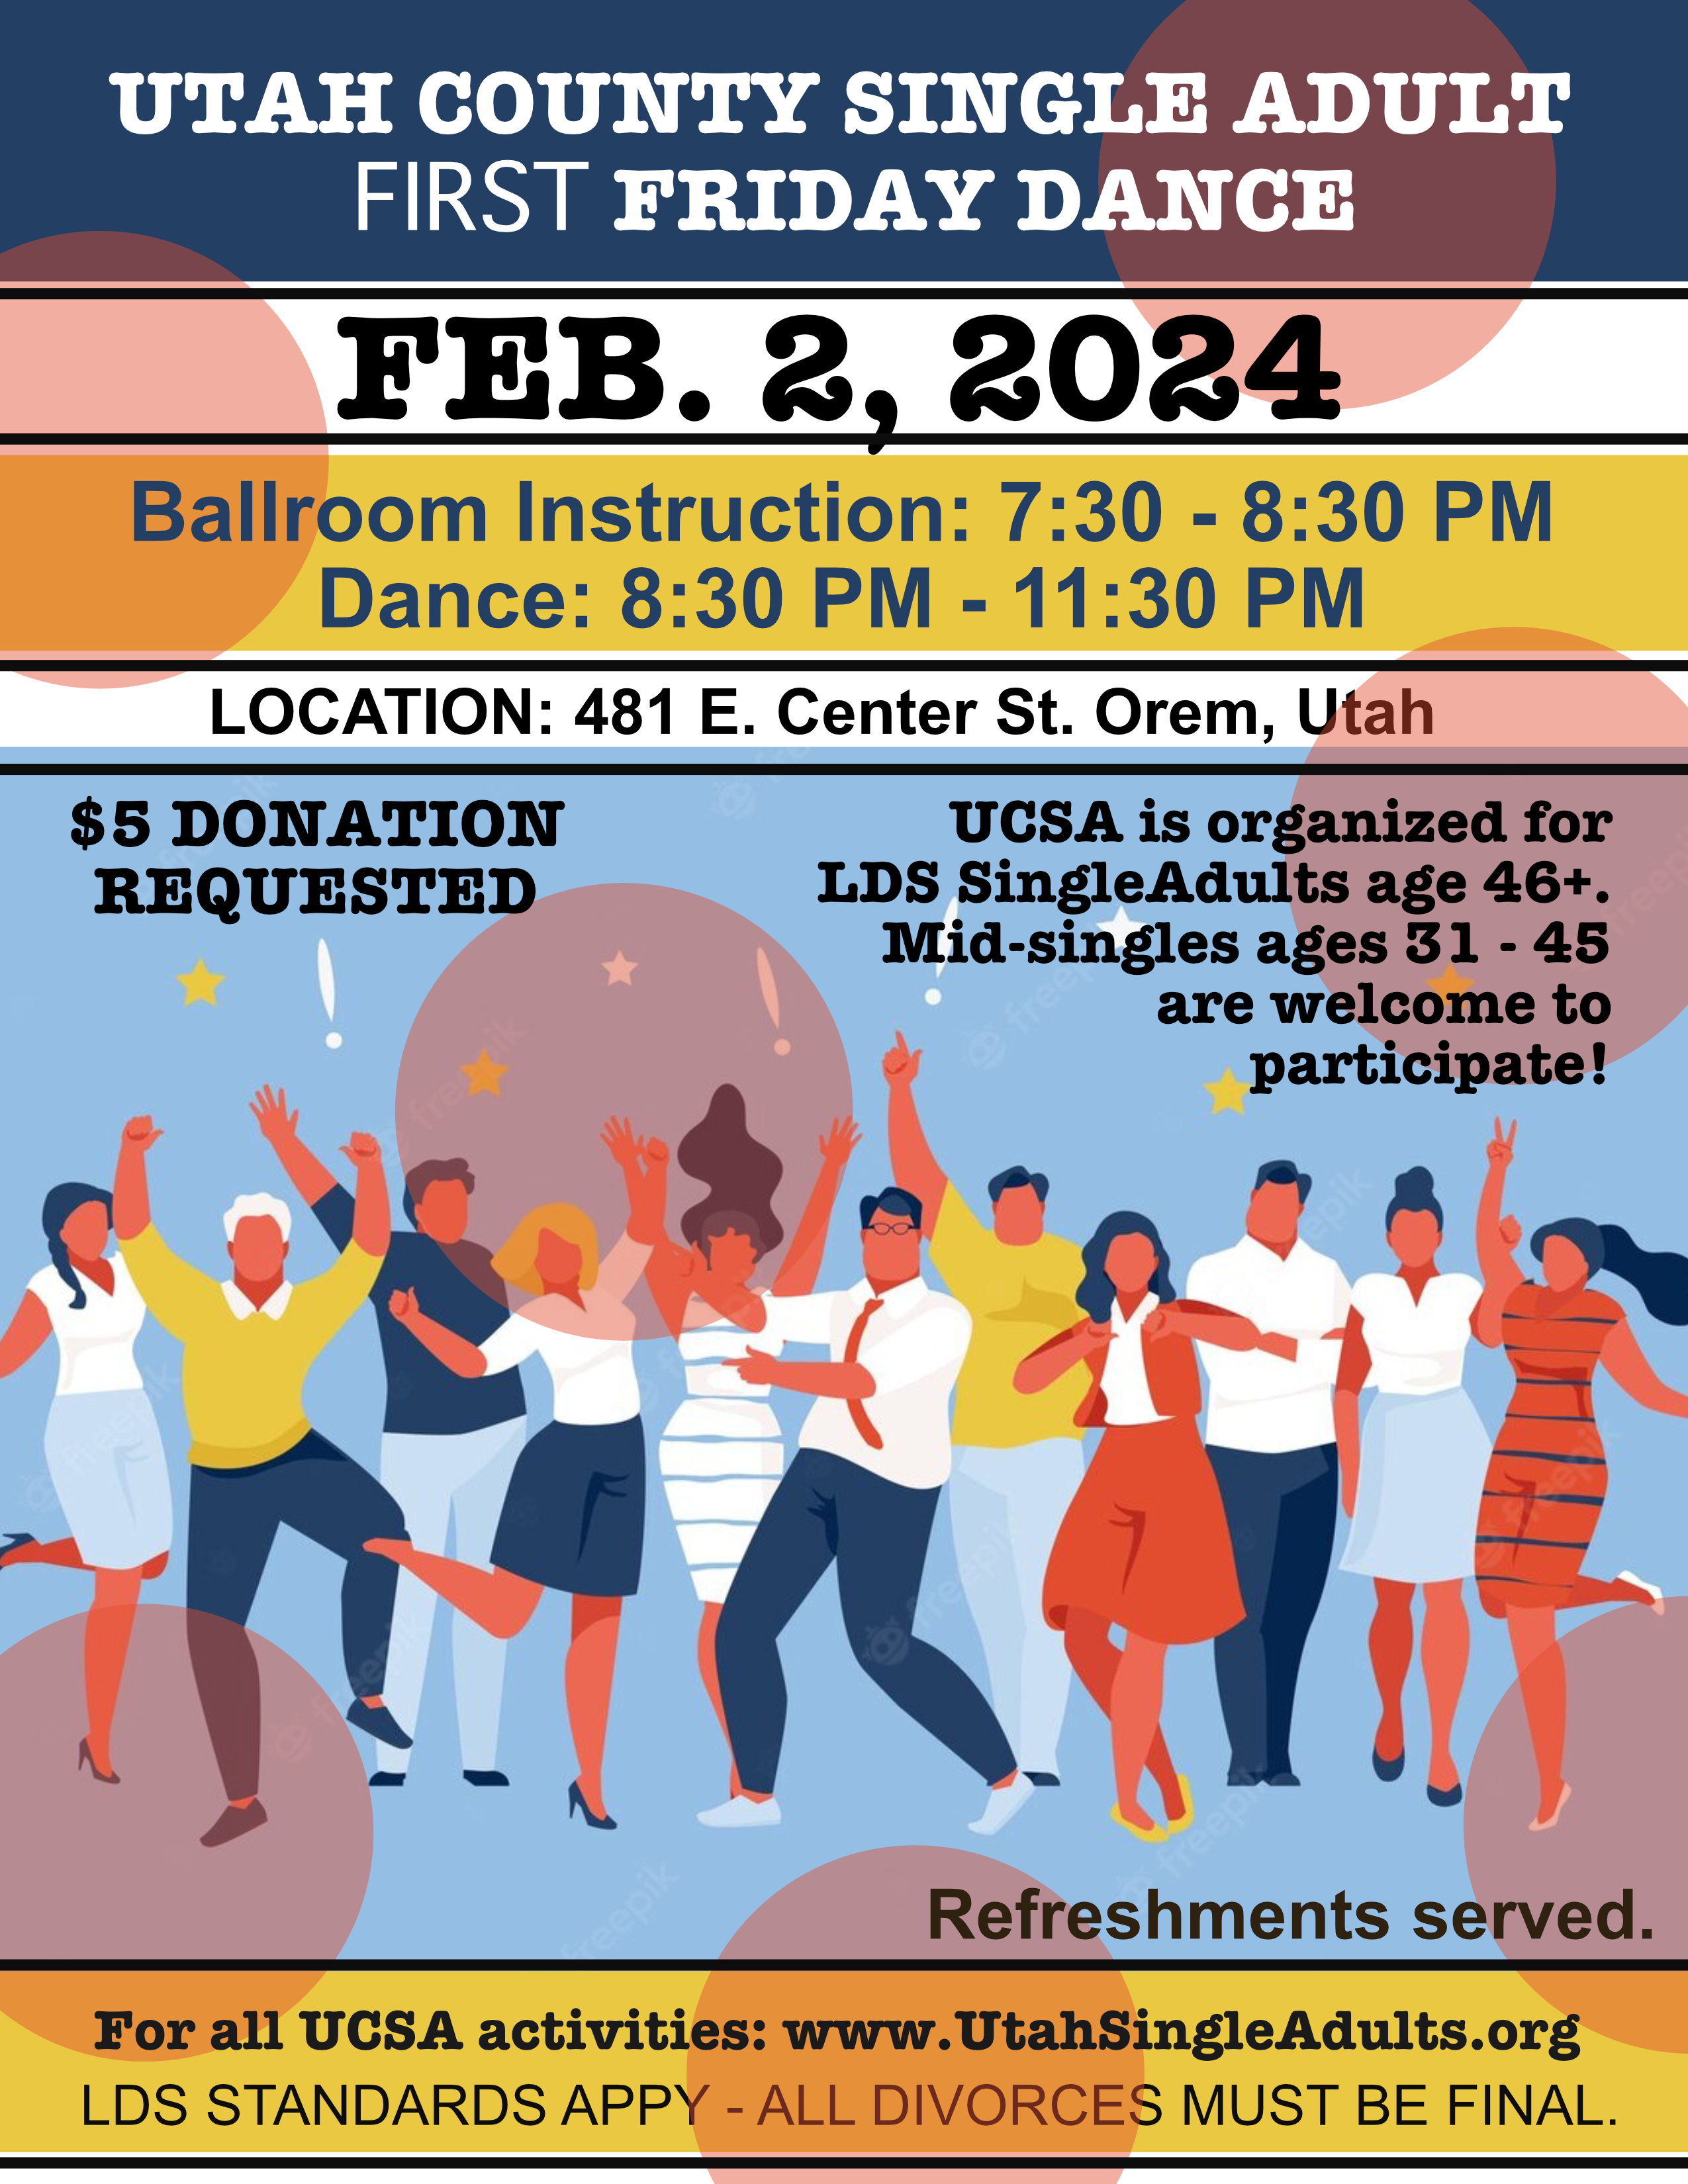 UTAH COUNTY SINGLE ADULT
FIRST FRIDAY DANCE
FEB. 2, 2024
Ballroom Instruction: 7:30 - 8:30 PM
Dance: 8:30 PM - 11:30 PM
LOCATION: 481 E. Center St. Orem, Utah
$5 DONATION
REQUESTED
UCSA is organized for
LDS SingleAdults age 46+.
Mid-singles ages 31 - 45
are welcome to
participate!
Refreshments served.
For all UCSA activities: www.UtahSingleAdults.org
LDS STANDARDS APPY - ALL DIVORCES MUST BE FINAL.